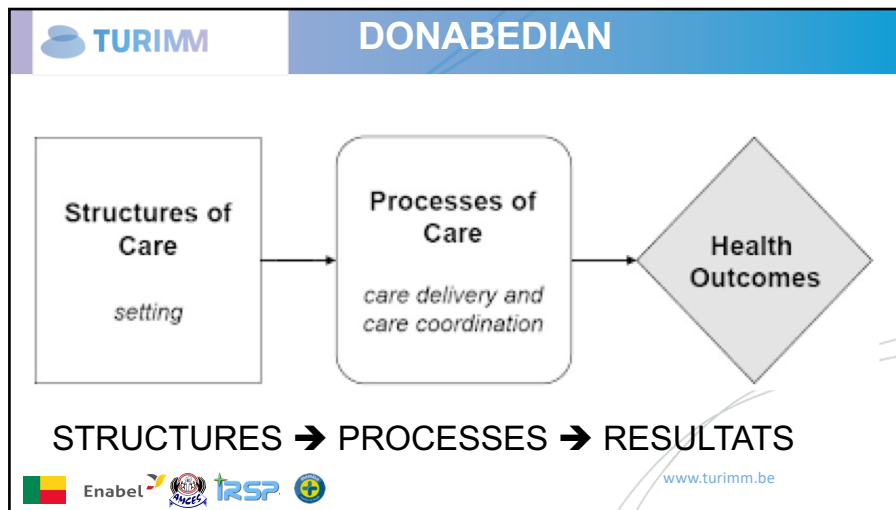 TURIMM
DONABEDIAN
Structures of
Care
setting
Processes of
Care
care delivery and
care coordination
Health
Outcomes
STRUCTURES ➔ PROCESSES ➔ RESULTATS
Enabel
AMCES
IRSP
www.turimm.be